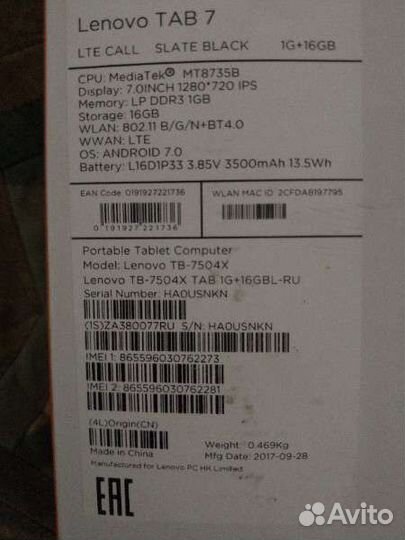 Lenovo TAB 7
LTE CALL SLATE BLACK 1G+16GB
CPU: MediaTek® MT8735B
Display: 7.0INCH 1280*720 IPS
Memory: LP DDR3 1GB
Storage: 16GB
WLAN: 802.11 B/G/N+BT4.0
WWAN: LTE
OS: ANDROID 7.0
Battery: L16D1P33 3.85V 3500mAh 13.5Wh
EAN Code: 0191927221736 WLAN MAC ID: 2CFDAB197795
0 191927 221736
Portable Tablet Computer
Model: Lenovo TB-7504X
Lenovo TB-7504X TAB 1G+16GBL-RU
Serial Number: HA0USNKN
(1S)ZA380077RU S/N: HA0USNKN
IMEI 1: 865596030762273
IMEI 2: 865596030762281
(4L)Origin(CN)
Made in China
Weight: 0.469Kg
Mfg Date: 2017-09-28
Manufactured for Lenovo PC HK Limited
EAC
Avito